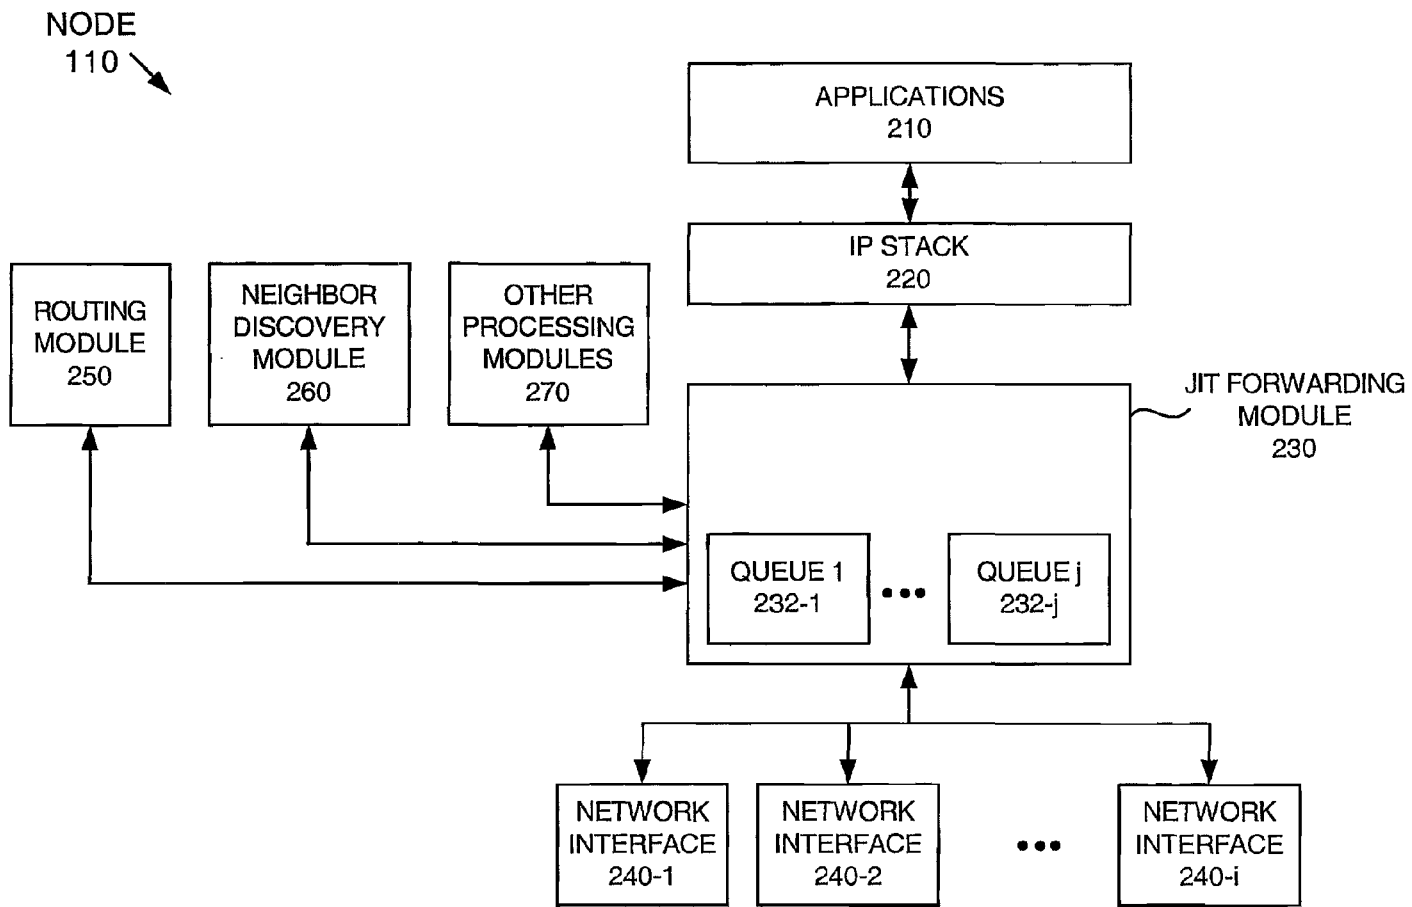 NODE
110
APPLICATIONS
210
IP STACK
220
ROUTING
MODULE
250
NEIGHBOR
DISCOVERY
MODULE
260
OTHER
PROCESSING
MODULES
270
JIT FORWARDING
MODULE
230
QUEUE 1
232-1
QUEUE j
232-j
NETWORK
INTERFACE
240-1
NETWORK
INTERFACE
240-2
NETWORK
INTERFACE
240-i